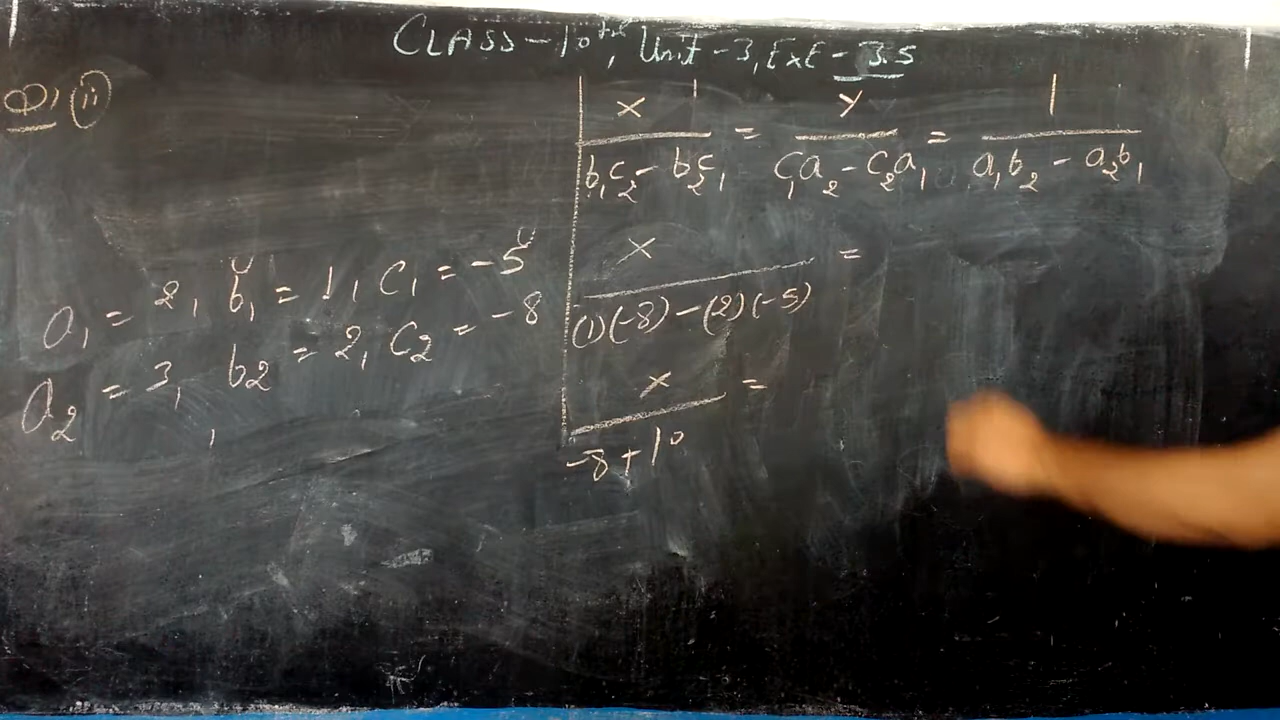 CLASS-10th, Unit-3, ExE-3.5
Q1 (ii)
x / (b₁c₂ - b₂c₁) = y / (c₁a₂ - c₂a₁) = 1 / (a₁b₂ - a₂b₁)
a₁ = 2, b₁ = 1, c₁ = -5
a₂ = 3, b₂ = 2, c₂ = -8
x / ((1)(-8) - (2)(-5)) =
x / (-8 + 10) =